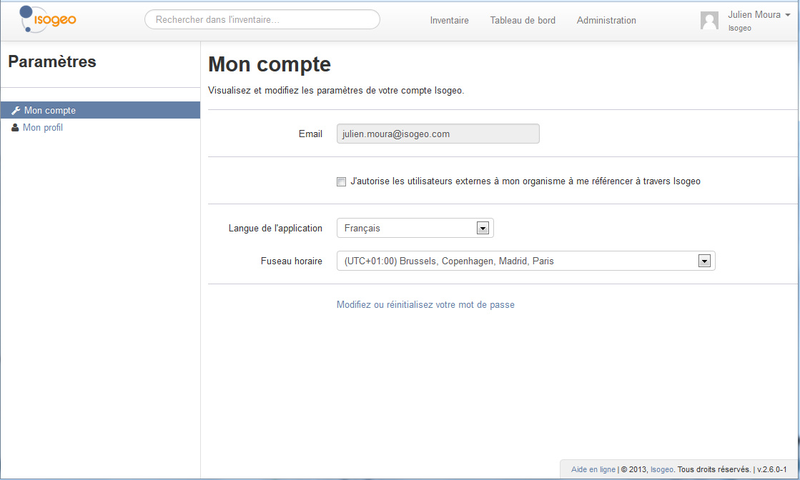 isogeo
Rechercher dans l'inventaire...
Inventaire
Tableau de bord
Administration
Julien Moura
Isogeo
Paramètres
Mon compte
Mon profil
Mon compte
Visualisez et modifiez les paramètres de votre compte Isogeo.
Email
julien.moura@isogeo.com
J'autorise les utilisateurs externes à mon organisme à me référencer à travers Isogeo
Langue de l'application
Français
Fuseau horaire
(UTC+01:00) Brussels, Copenhagen, Madrid, Paris
Modifiez ou réinitialisez votre mot de passe
Aide en ligne | © 2013, Isogeo. Tous droits réservés. | v.2.6.0-1